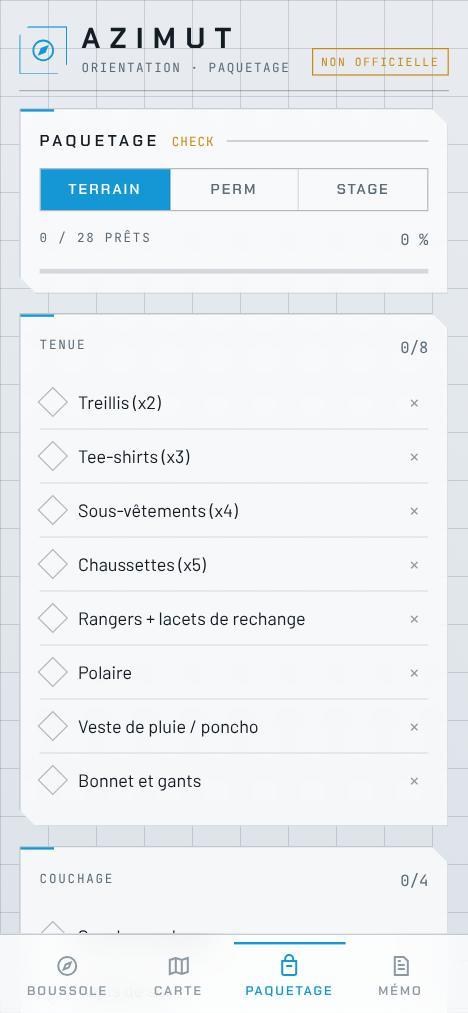 AZIMUT
ORIENTATION · PAQUETAGE
NON OFFICIELLE
PAQUETAGE CHECK
TERRAIN PERM STAGE
0 / 28 PRÊTS 0 %
TENUE 0/8
Treillis (x2) ×
Tee-shirts (x3) ×
Sous-vêtements (x4) ×
Chaussettes (x5) ×
Rangers + lacets de rechange ×
Polaire ×
Veste de pluie / poncho ×
Bonnet et gants ×
COUCHAGE 0/4
BOUSSOLE CARTE PAQUETAGE MÉMO